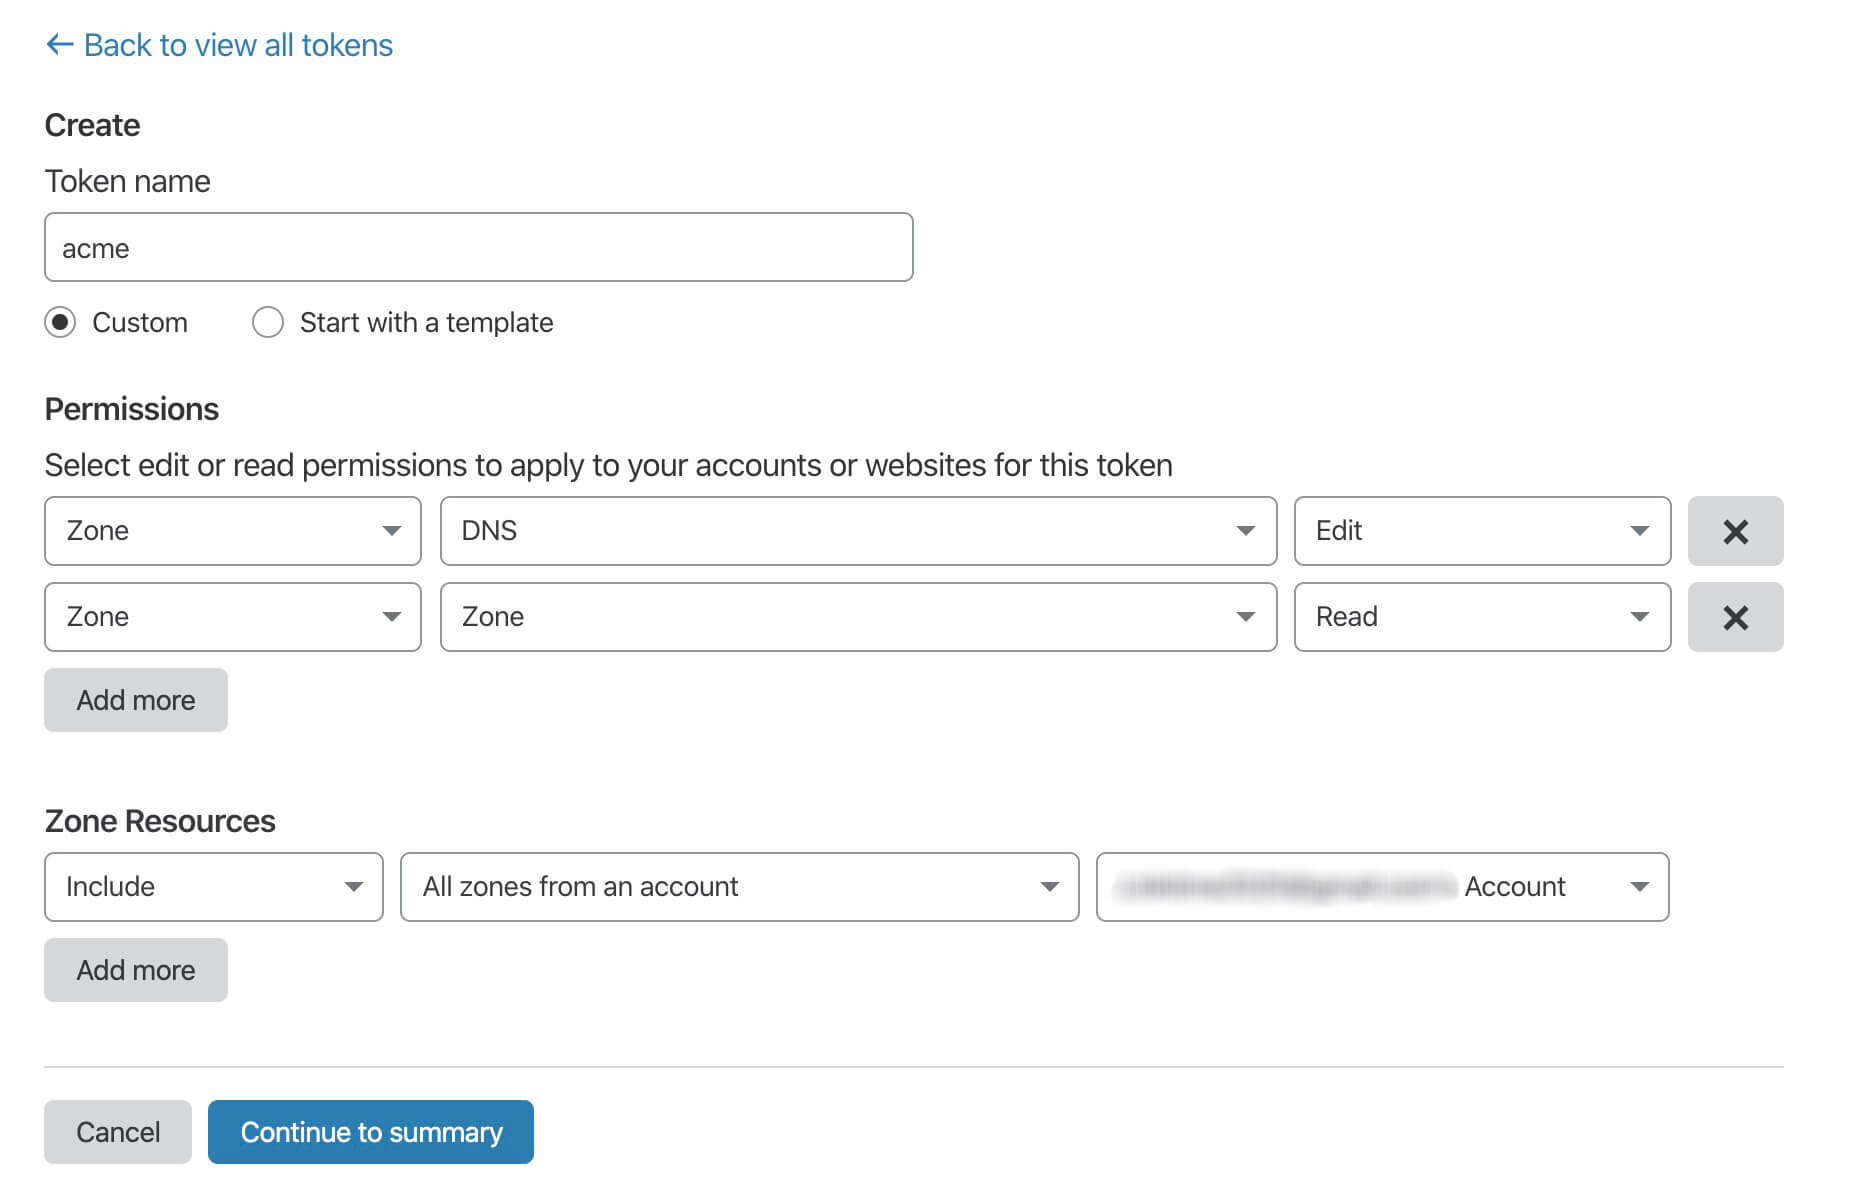 ← Back to view all tokens
Create
Token name
acme
Custom Start with a template
Permissions
Select edit or read permissions to apply to your accounts or websites for this token
Zone DNS Edit
Zone Zone Read
Add more
Zone Resources
Include All zones from an account Account
Add more
Cancel Continue to summary